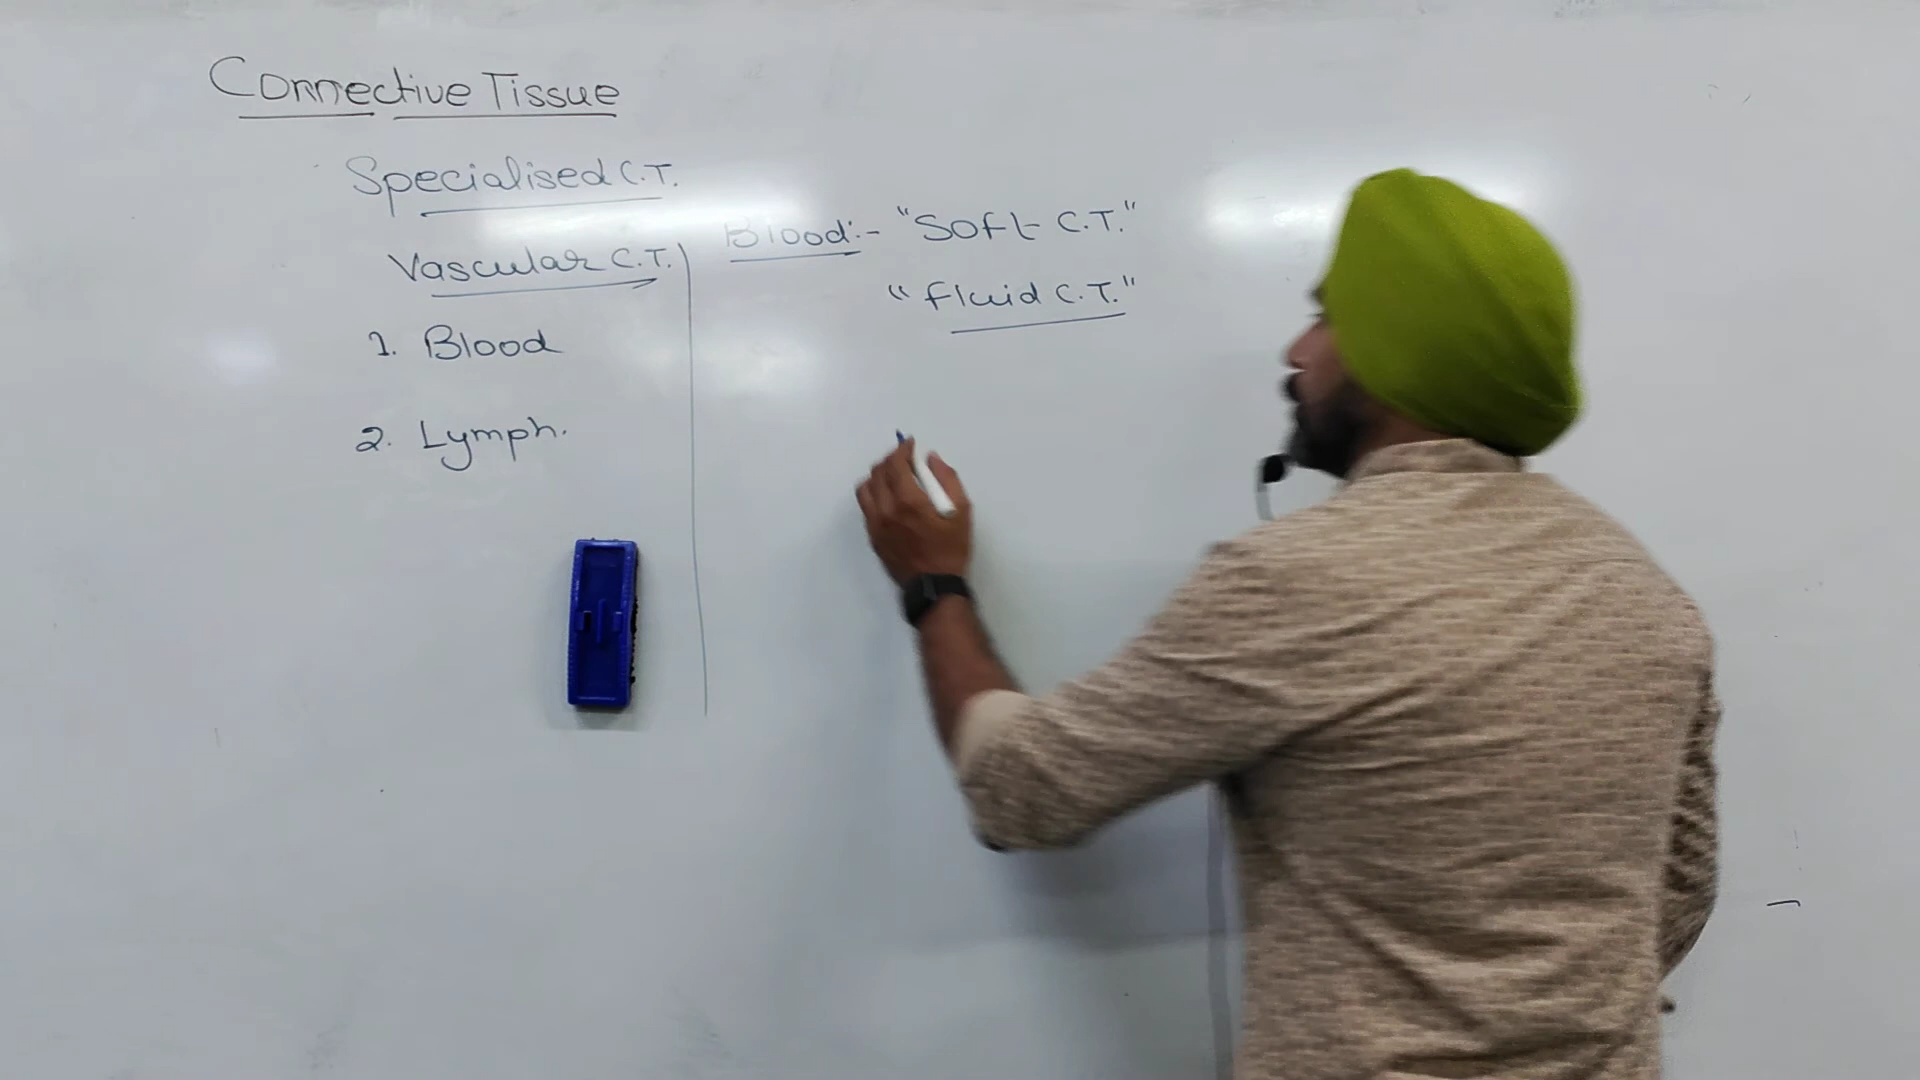 Connective Tissue
Specialised C.T.
Vascular C.T.
1. Blood
2. Lymph.
Blood:- "Soft C.T."
"fluid C.T."